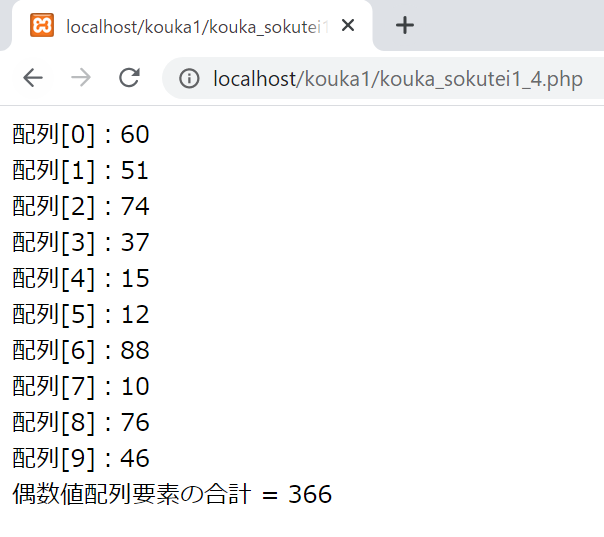 localhost/kouka1/kouka_sokutei1
localhost/kouka1/kouka_sokutei1_4.php
配列[0] : 60
配列[1] : 51
配列[2] : 74
配列[3] : 37
配列[4] : 15
配列[5] : 12
配列[6] : 88
配列[7] : 10
配列[8] : 76
配列[9] : 46
偶数値配列要素の合計 = 366